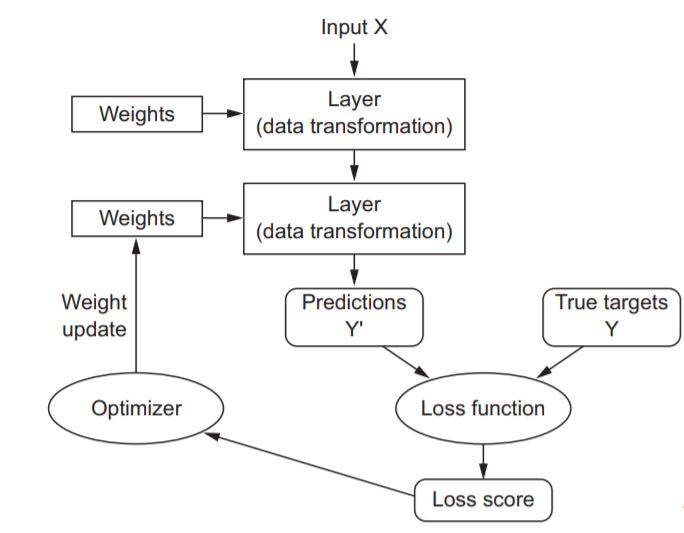 Input X
Weights
Layer
(data transformation)
Weights
Layer
(data transformation)
Weight
update
Predictions
Y'
True targets
Y
Optimizer
Loss function
Loss score